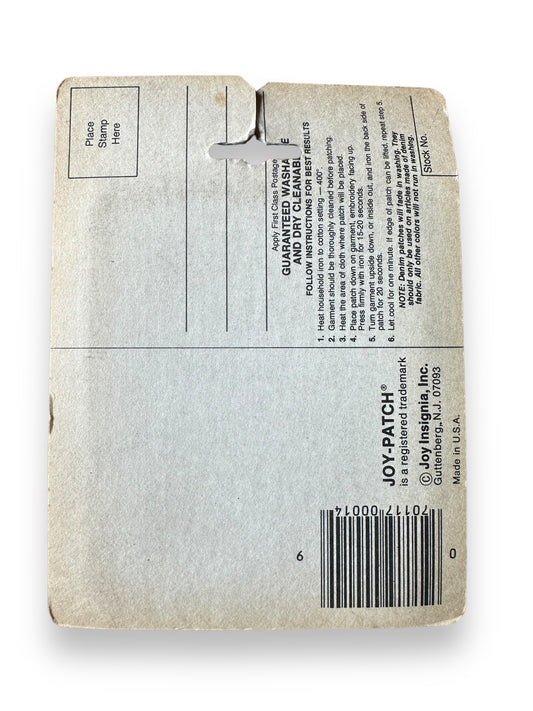 Place
Stamp
Here
Apply First Class Postage
GUARANTEED
AND DRY
FOLLOW INSTRUCTIONS FOR BEST RESULTS
1. Heat household iron to cotton setting — 400°
2. Garment should be thoroughly cleaned before patching.
3. Heat the area of cloth where patch will be placed.
4. Place patch down on garment, embroidery facing up.
Press firmly with iron for 15-20 seconds.
5. Turn garment upside down, or inside out, and iron the back side of
patch for 20 seconds.
6. Let cool for one minute. If edge of patch can be lifted, repeat step 5.
NOTE: Denim patches will fade in washing. They
should only be used on articles made of denim
fabric. All other colors will not run in washing.
Stock No.
JOY-PATCH®
is a registered trademark
© Joy Insignia, Inc.
Guttenberg, N.J. 07093
Made in U.S.A.
6
70117 00014
0